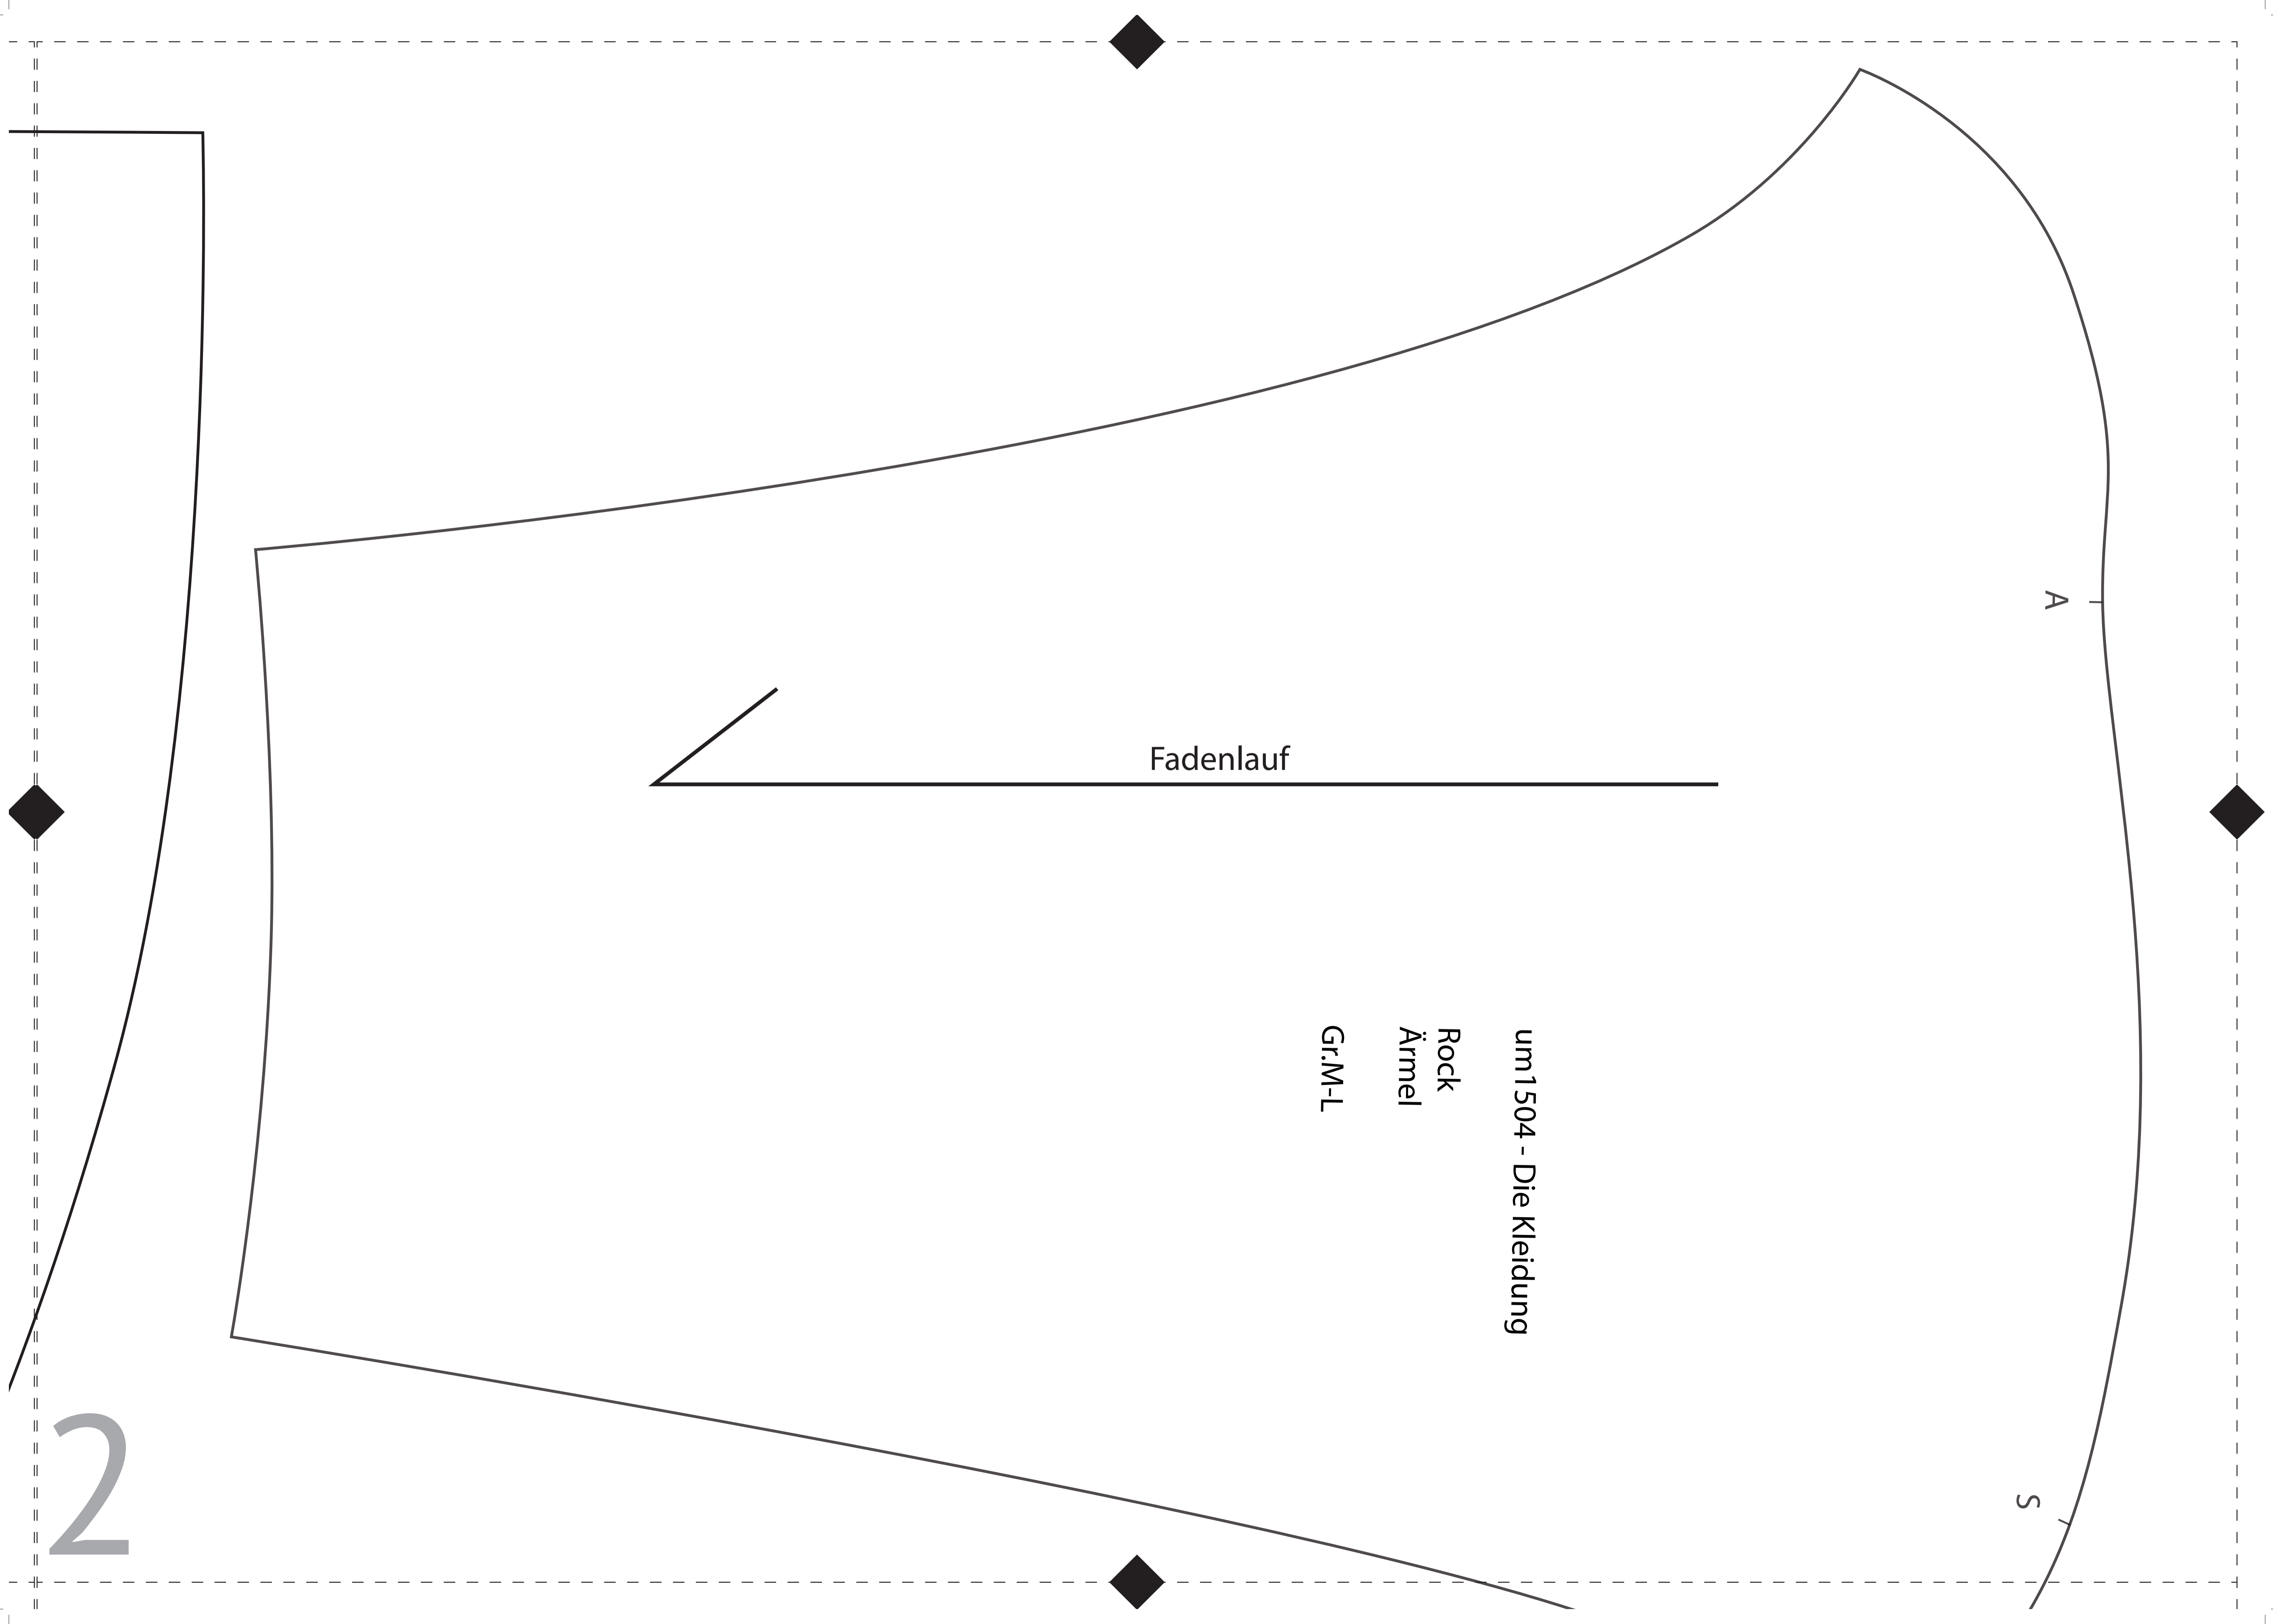 Fadenlauf
A
um1504 - Die Kleidung
Rock
Ärmel
Gr.M-L
S
2